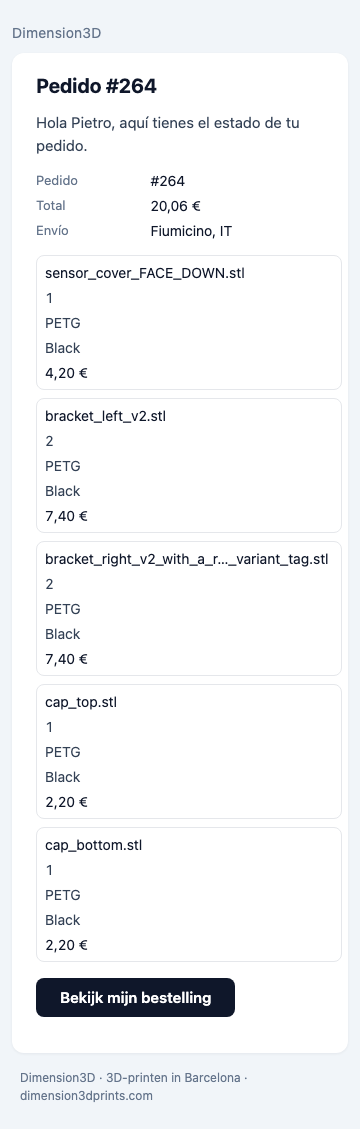 Dimension3D
Pedido #264
Hola Pietro, aquí tienes el estado de tu
pedido.
Pedido #264
Total 20,06 €
Envío Fiumicino, IT
sensor_cover_FACE_DOWN.stl
1
PETG
Black
4,20 €
bracket_left_v2.stl
2
PETG
Black
7,40 €
bracket_right_v2_with_a_r…_variant_tag.stl
2
PETG
Black
7,40 €
cap_top.stl
1
PETG
Black
2,20 €
cap_bottom.stl
1
PETG
Black
2,20 €
Bekijk mijn bestelling
Dimension3D · 3D-printen in Barcelona ·
dimension3dprints.com